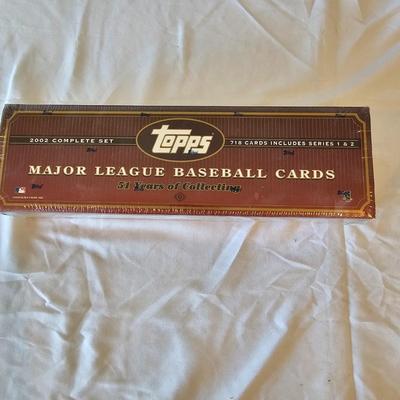 2002 COMPLETE SET
Topps
718 CARDS INCLUDES SERIES 1 & 2
MAJOR LEAGUE BASEBALL CARDS
51 Years of Collecting